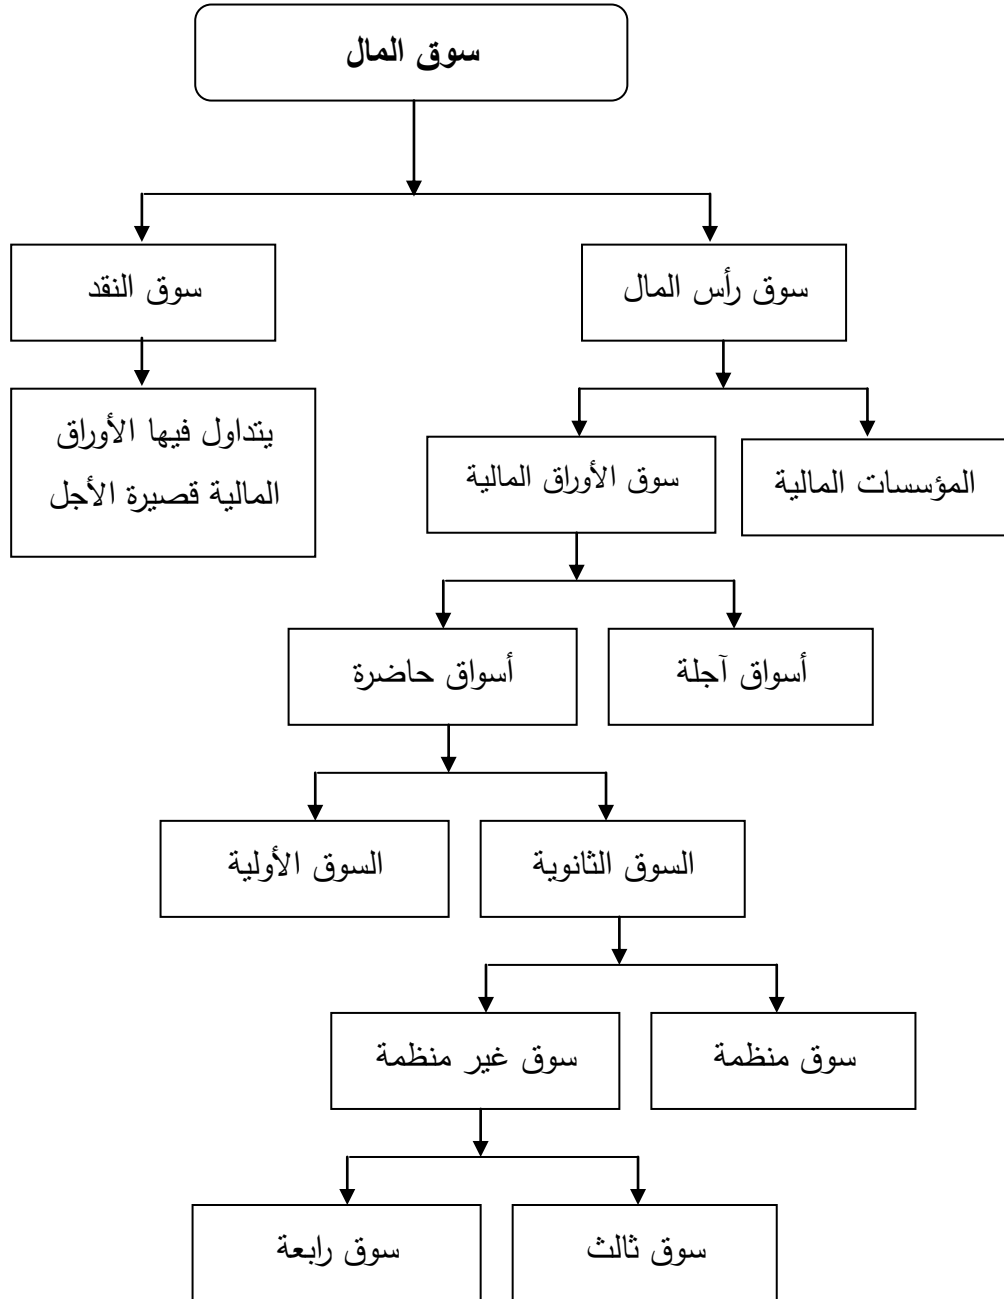 سوق المال
سوق رأس المال
سوق النقد
يتداول فيها الأوراق
المالية قصيرة الأجل
المؤسسات المالية
سوق الأوراق المالية
أسواق آجلة
أسواق حاضرة
السوق الثانوية
السوق الأولية
سوق منظمة
سوق غير منظمة
سوق ثالث
سوق رابعة